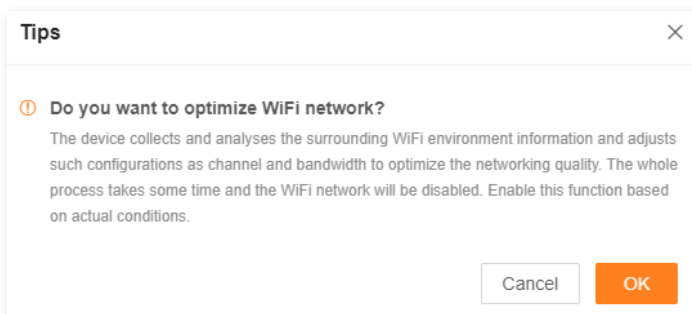 Tips
Do you want to optimize WiFi network?
The device collects and analyses the surrounding WiFi environment information and adjusts
such configurations as channel and bandwidth to optimize the networking quality. The whole
process takes some time and the WiFi network will be disabled. Enable this function based
on actual conditions.
Cancel
OK